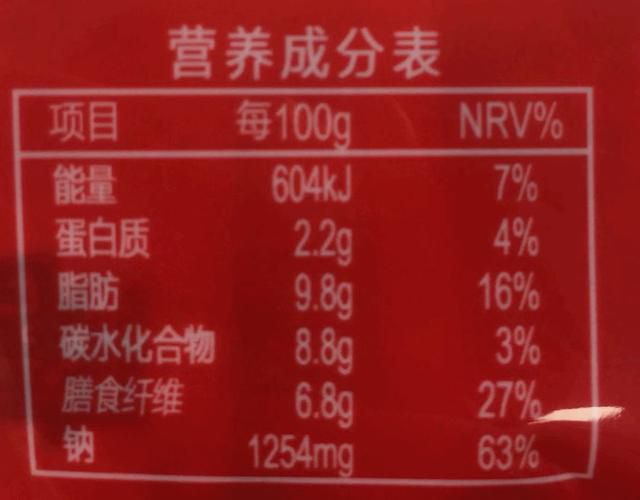 营养成分表
项目 每100g NRV%
能量 604kJ 7%
蛋白质 2.2g 4%
脂肪 9.8g 16%
碳水化合物 8.8g 3%
膳食纤维 6.8g 27%
钠 1254mg 63%